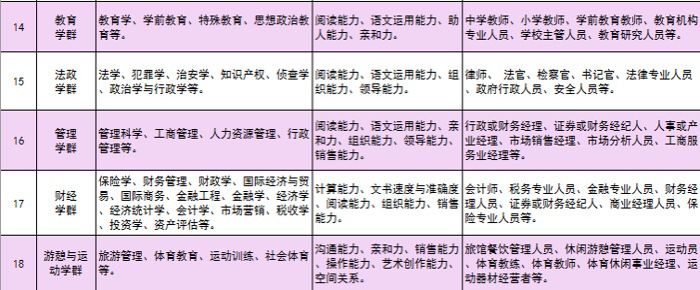 14
教育
学群
教育学、学前教育、特殊教育、思想政治教
育等。
阅读能力、语文运用能力、助
人能力、亲和力。
中学教师、小学教师、学前教育教师、教育机构
专业人员、学校主管人员、教育研究人员等。
15
法政
学群
法学、犯罪学、治安学、知识产权、侦查学
、政治学与行政学等。
阅读能力、语文运用能力、组
织能力、领导能力。
律师、 法官、检察官、书记官、法律专业人员
、政府行政人员、安全人员等。
16
管理
学群
管理科学、工商管理、人力资源管理、行政
管理等。
阅读能力、语文运用能力、亲
和力、组织能力、领导能力、
销售能力。
行政或财务经理、证券或财务经纪人、人事或产
业经理、市场销售经理、市场分析人员、工商服
务业经理等。
17
财经
学群
保险学、财务管理、财政学、国际经济与贸
易、国际商务、金融工程、金融学、经济学
、经济统计学、会计学、市场营销、税收学
、投资学、资产评估等。
计算能力、文书速度与准确度
、阅读能力、组织能力、销售
能力。
会计师、税务专业人员、金融专业人员、财务经
理人员、证券或财务经纪人、商业经理人员、保
险专业人员等。
18
游憩与运
动学群
旅游管理、体育教育、运动训练、社会体育
等。
沟通能力、亲和力、销售能力
、操作能力、艺术创作能力、
空间关系。
旅馆餐饮管理人员、休闲游憩管理人员、运动员
、体育教练、体育教师、体育休闲事业经理、运
动器材经营者等。